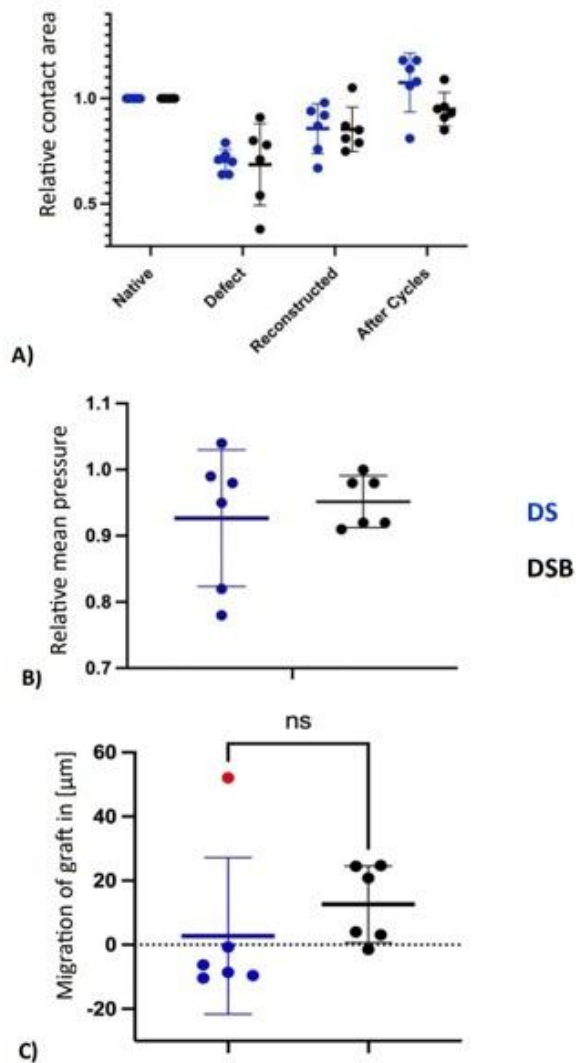 Relative contact area
1.0
0.5
Native
Defect
Reconstructed
After Cycles
A)
Relative mean pressure
1.1
1.0
0.9
0.8
0.7
B)
DS
DSB
ns
Migration of graft in [µm]
60
40
20
0
-20
C)